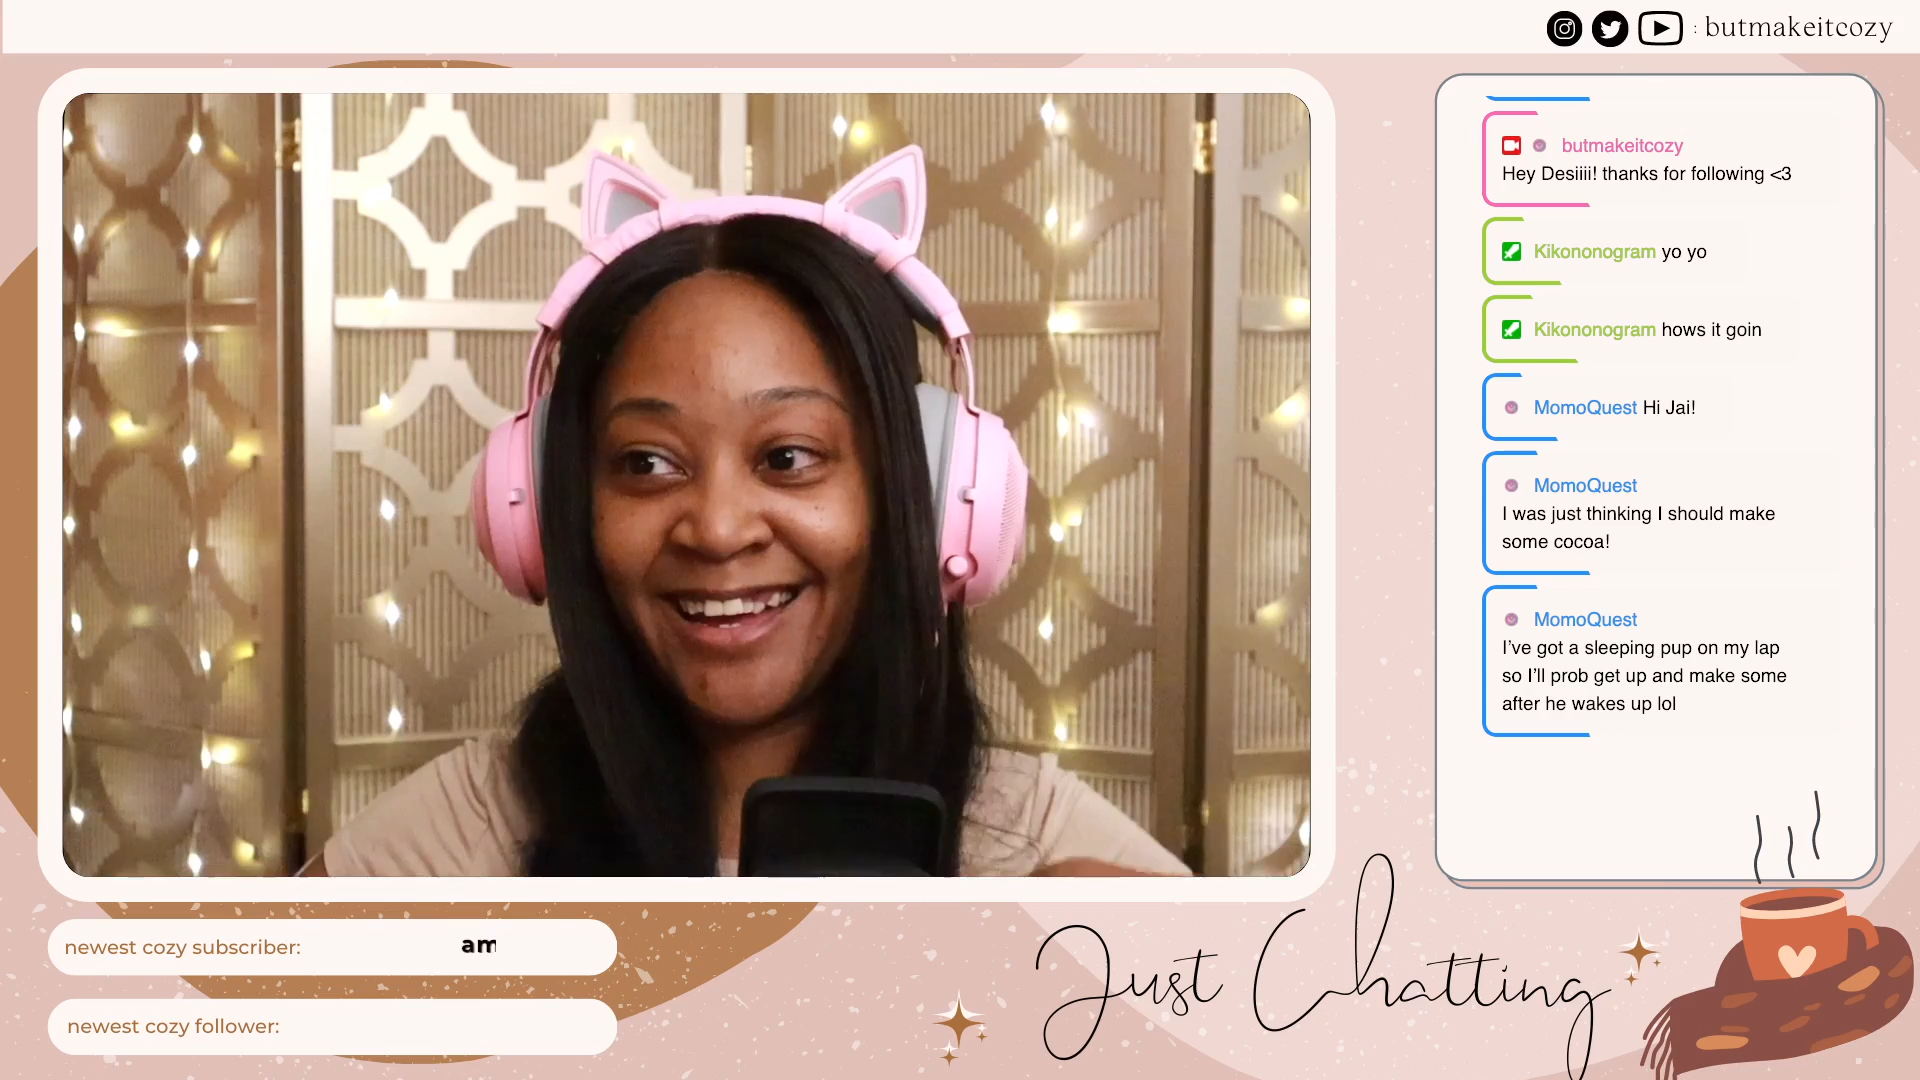 : butmakeitcozy
butmakeitcozy
Hey Desiiii! thanks for following <3
Kikononogram yo yo
Kikononogram hows it goin
MomoQuest Hi Jai!
MomoQuest
I was just thinking I should make
some cocoa!
MomoQuest
I've got a sleeping pup on my lap
so I'll prob get up and make some
after he wakes up lol
newest cozy subscriber: am
newest cozy follower:
Just Chatting